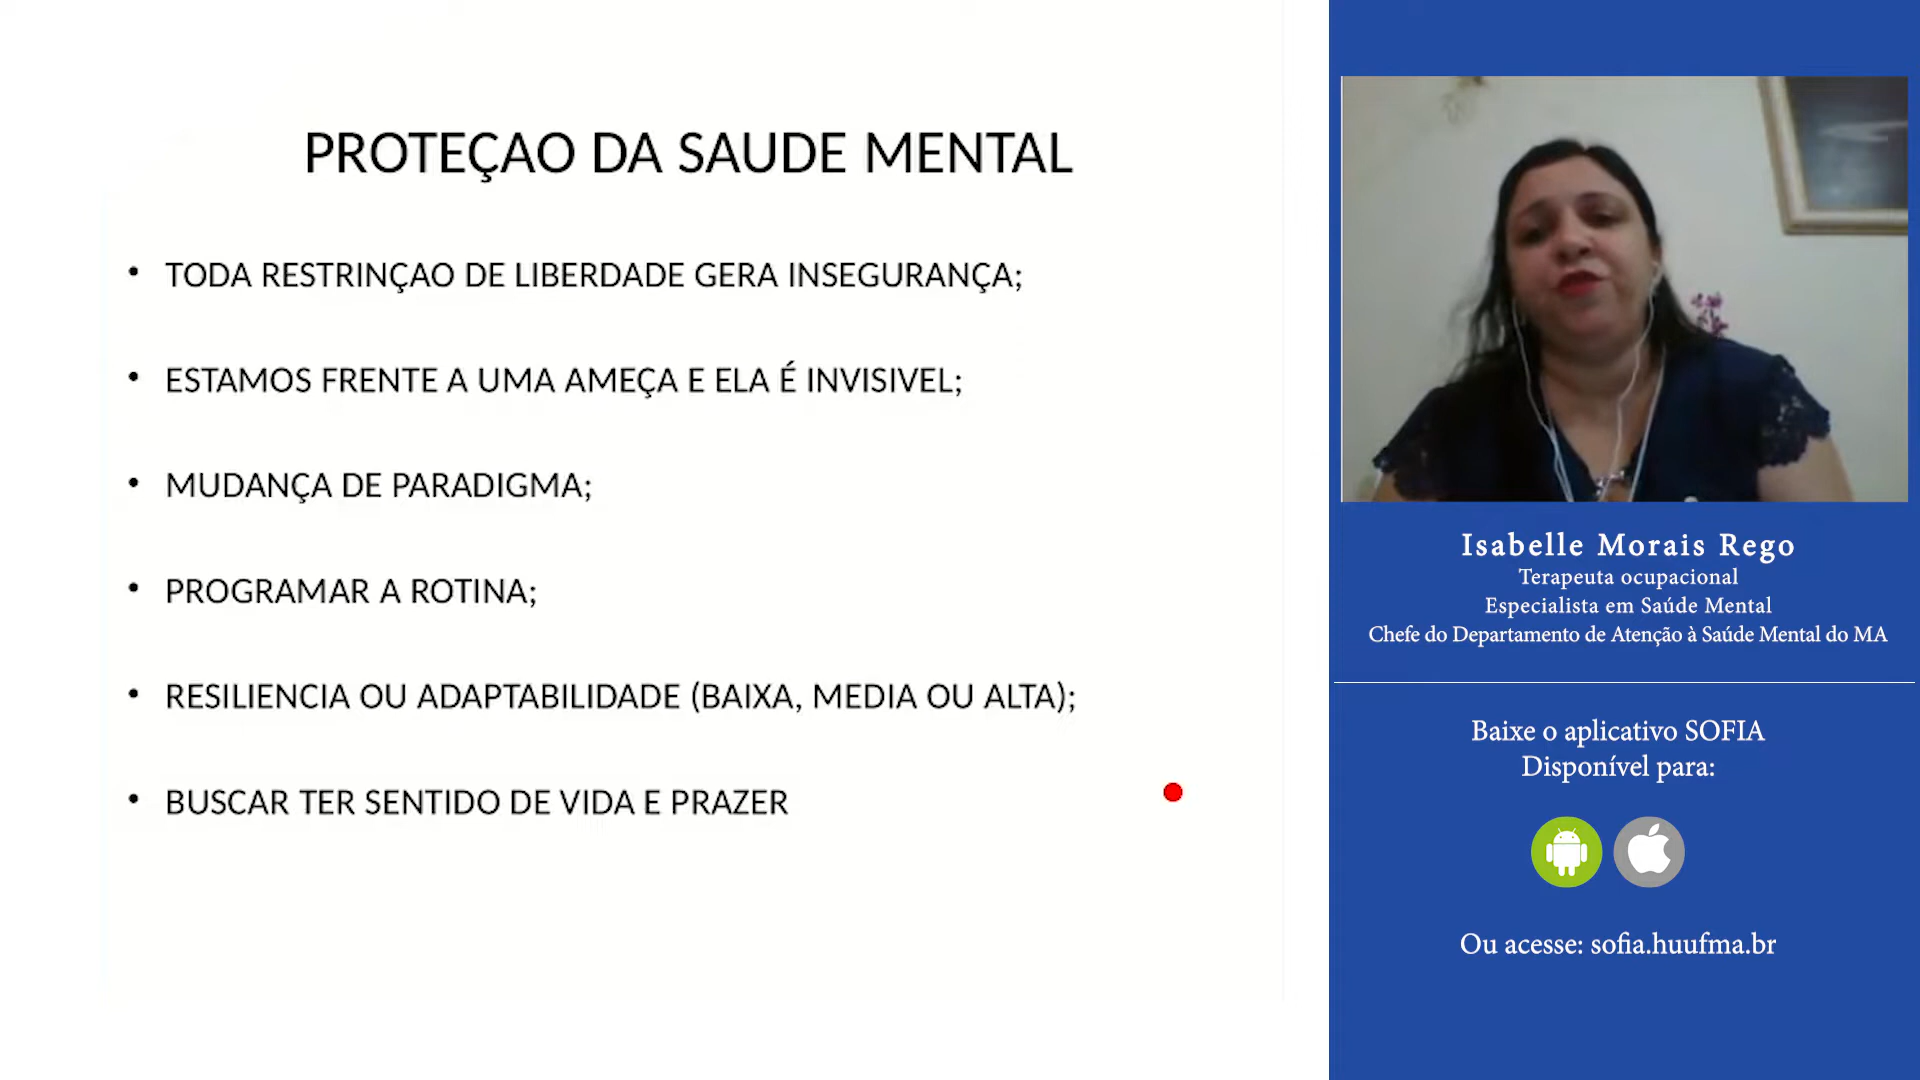 PROTEÇAO DA SAUDE MENTAL
• TODA RESTRINÇAO DE LIBERDADE GERA INSEGURANÇA;
• ESTAMOS FRENTE A UMA AMEÇA E ELA É INVISIVEL;
• MUDANÇA DE PARADIGMA;
• PROGRAMAR A ROTINA;
• RESILIENCIA OU ADAPTABILIDADE (BAIXA, MEDIA OU ALTA);
• BUSCAR TER SENTIDO DE VIDA E PRAZER
Isabelle Morais Rego
Terapeuta ocupacional
Especialista em Saúde Mental
Chefe do Departamento de Atenção à Saúde Mental do MA
Baixe o aplicativo SOFIA
Disponível para:
Ou acesse: sofia.huufma.br